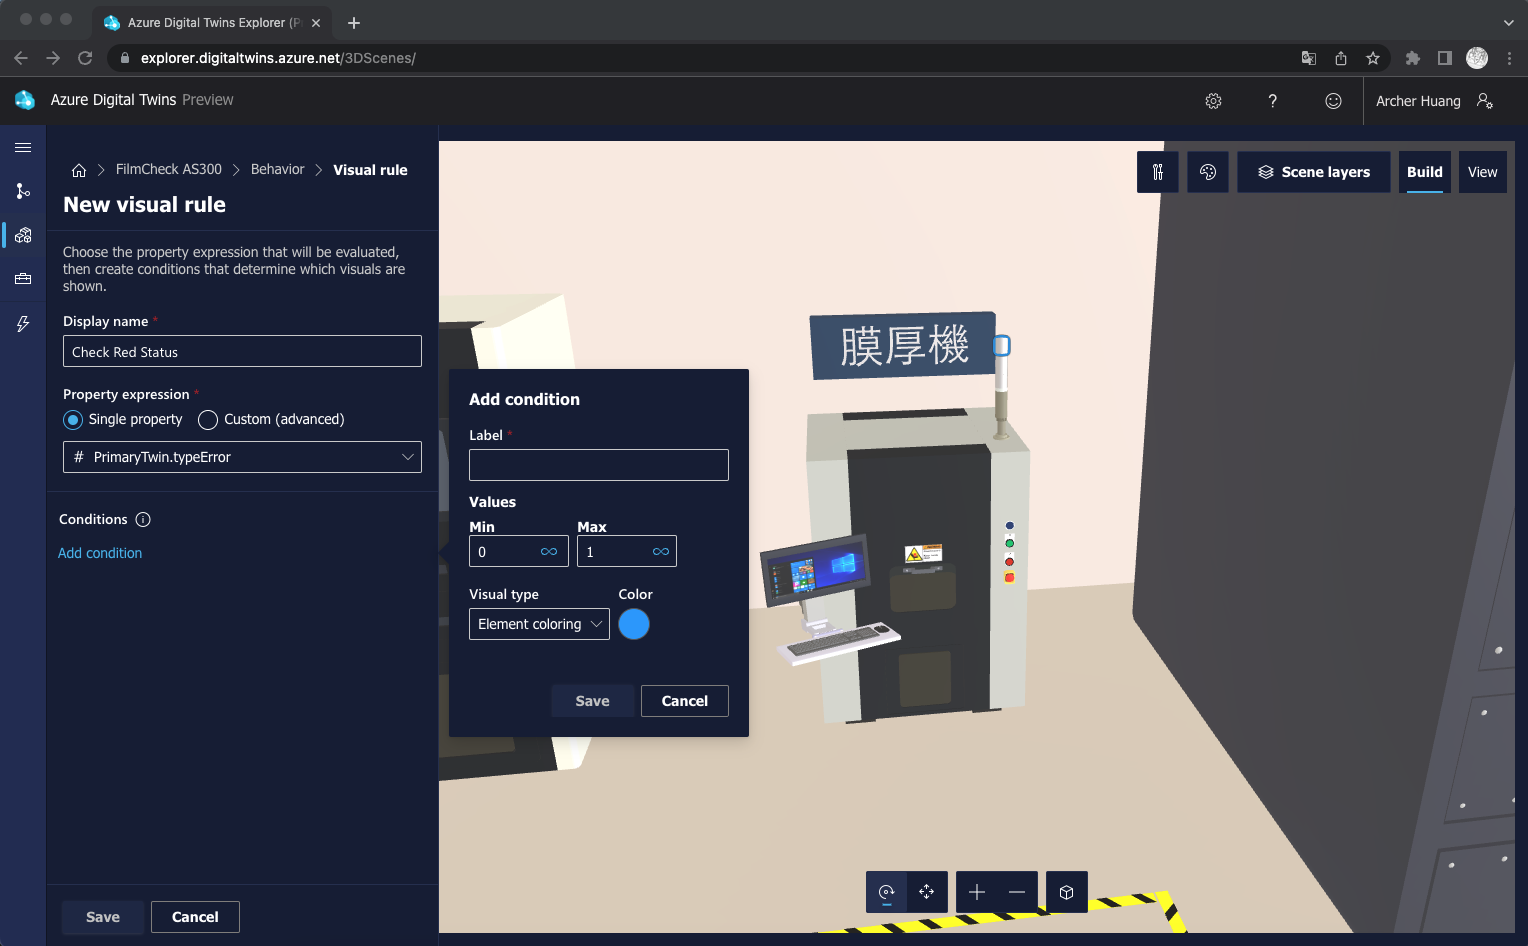 Azure Digital Twins Explorer (P
explorer.digitaltwins.azure.net/3DScenes/
Azure Digital Twins Preview
?
Archer Huang
FilmCheck AS300 > Behavior > Visual rule
New visual rule
Choose the property expression that will be evaluated,
then create conditions that determine which visuals are
shown.
Display name *
Check Red Status
Property expression *
Single property
Custom (advanced)
# PrimaryTwin.typeError
Conditions
Add condition
Save
Cancel
Add condition
Label *
Values
Min
Max
0 ∞
1 ∞
Visual type
Color
Element coloring
Save
Cancel
Scene layers
Build
View
膜厚機